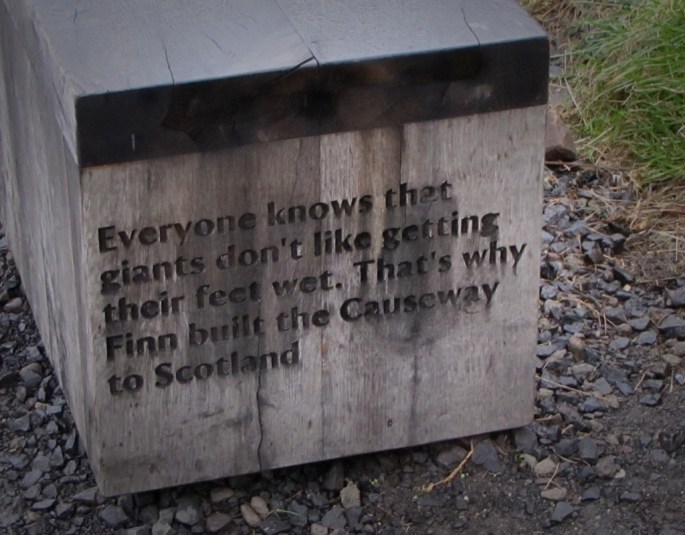 Everyone knows that
giants don't like getting
their feet wet. That's why
Finn built the Causeway
to Scotland